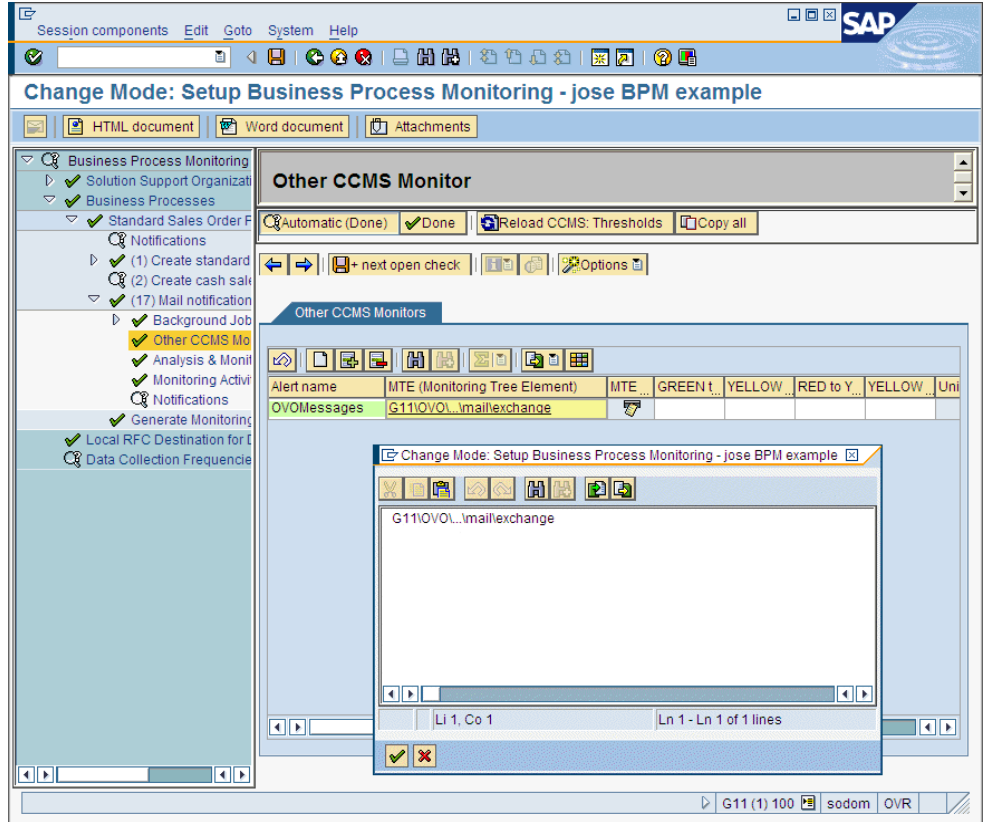 Session components Edit Goto System Help
SAP
Change Mode: Setup Business Process Monitoring - jose BPM example
HTML document Word document Attachments
Business Process Monitoring
Solution Support Organizati
Business Processes
Standard Sales Order F
Notifications
(1) Create standard
(2) Create cash sale
(17) Mail notification
Background Job
Other CCMS Mo
Analysis & Monit
Monitoring Activit
Notifications
Generate Monitoring
Local RFC Destination for D
Data Collection Frequencie
Other CCMS Monitor
Automatic (Done) Done Reload CCMS: Thresholds Copy all
+ next open check Options
Other CCMS Monitors
Alert name MTE (Monitoring Tree Element) MTE... GREEN t... YELLOW ... RED to Y... YELLOW ... Uni
OVOMessages G11\OVO\...\mail\exchange
Change Mode: Setup Business Process Monitoring - jose BPM example
G11\OVO\...\mail\exchange
Li 1, Co 1 Ln 1 - Ln 1 of 1 lines
G11 (1) 100 sodom OVR